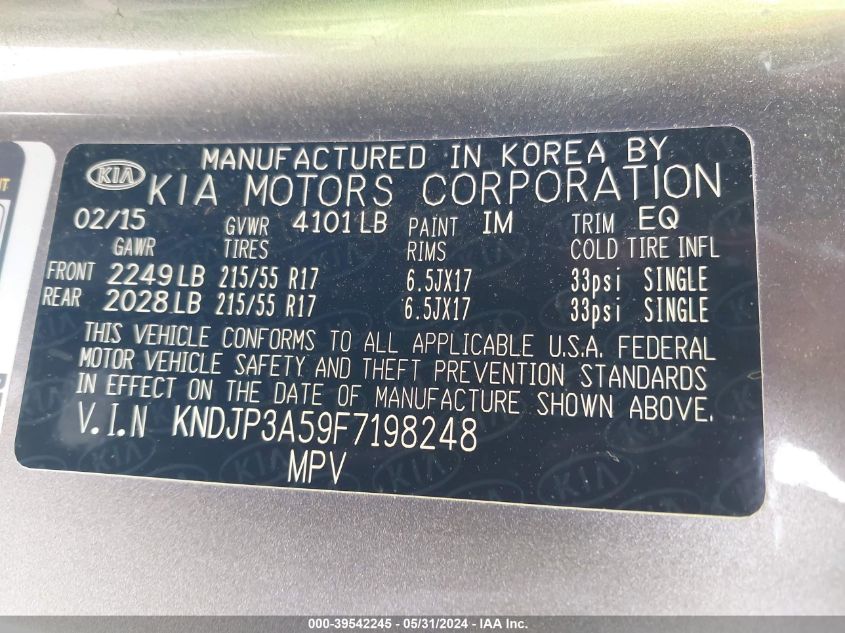 MANUFACTURED IN KOREA BY
KIA KIA MOTORS CORPORATION
02/15 GVWR 4101LB PAINT IM TRIM EQ
GAWR TIRES RIMS COLD TIRE INFL
FRONT 2249LB 215/55 R17 6.5JX17 33psi SINGLE
REAR 2028LB 215/55 R17 6.5JX17 33psi SINGLE
THIS VEHICLE CONFORMS TO ALL APPLICABLE U.S.A. FEDERAL
MOTOR VEHICLE SAFETY AND THEFT PREVENTION STANDARDS
IN EFFECT ON THE DATE OF MANUFACTURE SHOWN ABOVE.
V.I.N KNDJP3A59F7198248
MPV
000-39542245 - 05/31/2024 - IAA Inc.